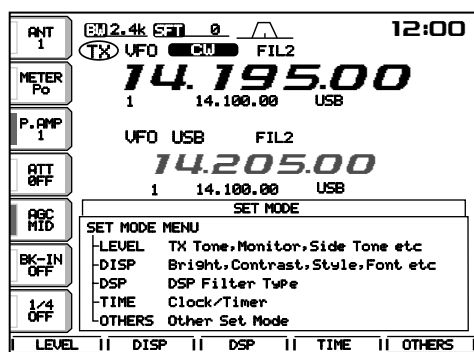 ANT 1
BW 2.4k SFT 0
12:00
TX VFO CW FIL2
14.195.00
1 14.100.00 USB
METER Po
P.AMP 1
VFO USB FIL2
14.205.00
1 14.100.00 USB
ATT OFF
AGC MID
BK-IN OFF
1/4 OFF
SET MODE
SET MODE MENU
LEVEL TX Tone,Monitor,Side Tone etc
DISP Bright,Contrast,Style,Font etc
DSP DSP Filter Type
TIME Clock/Timer
OTHERS Other Set Mode
LEVEL DISP DSP TIME OTHERS